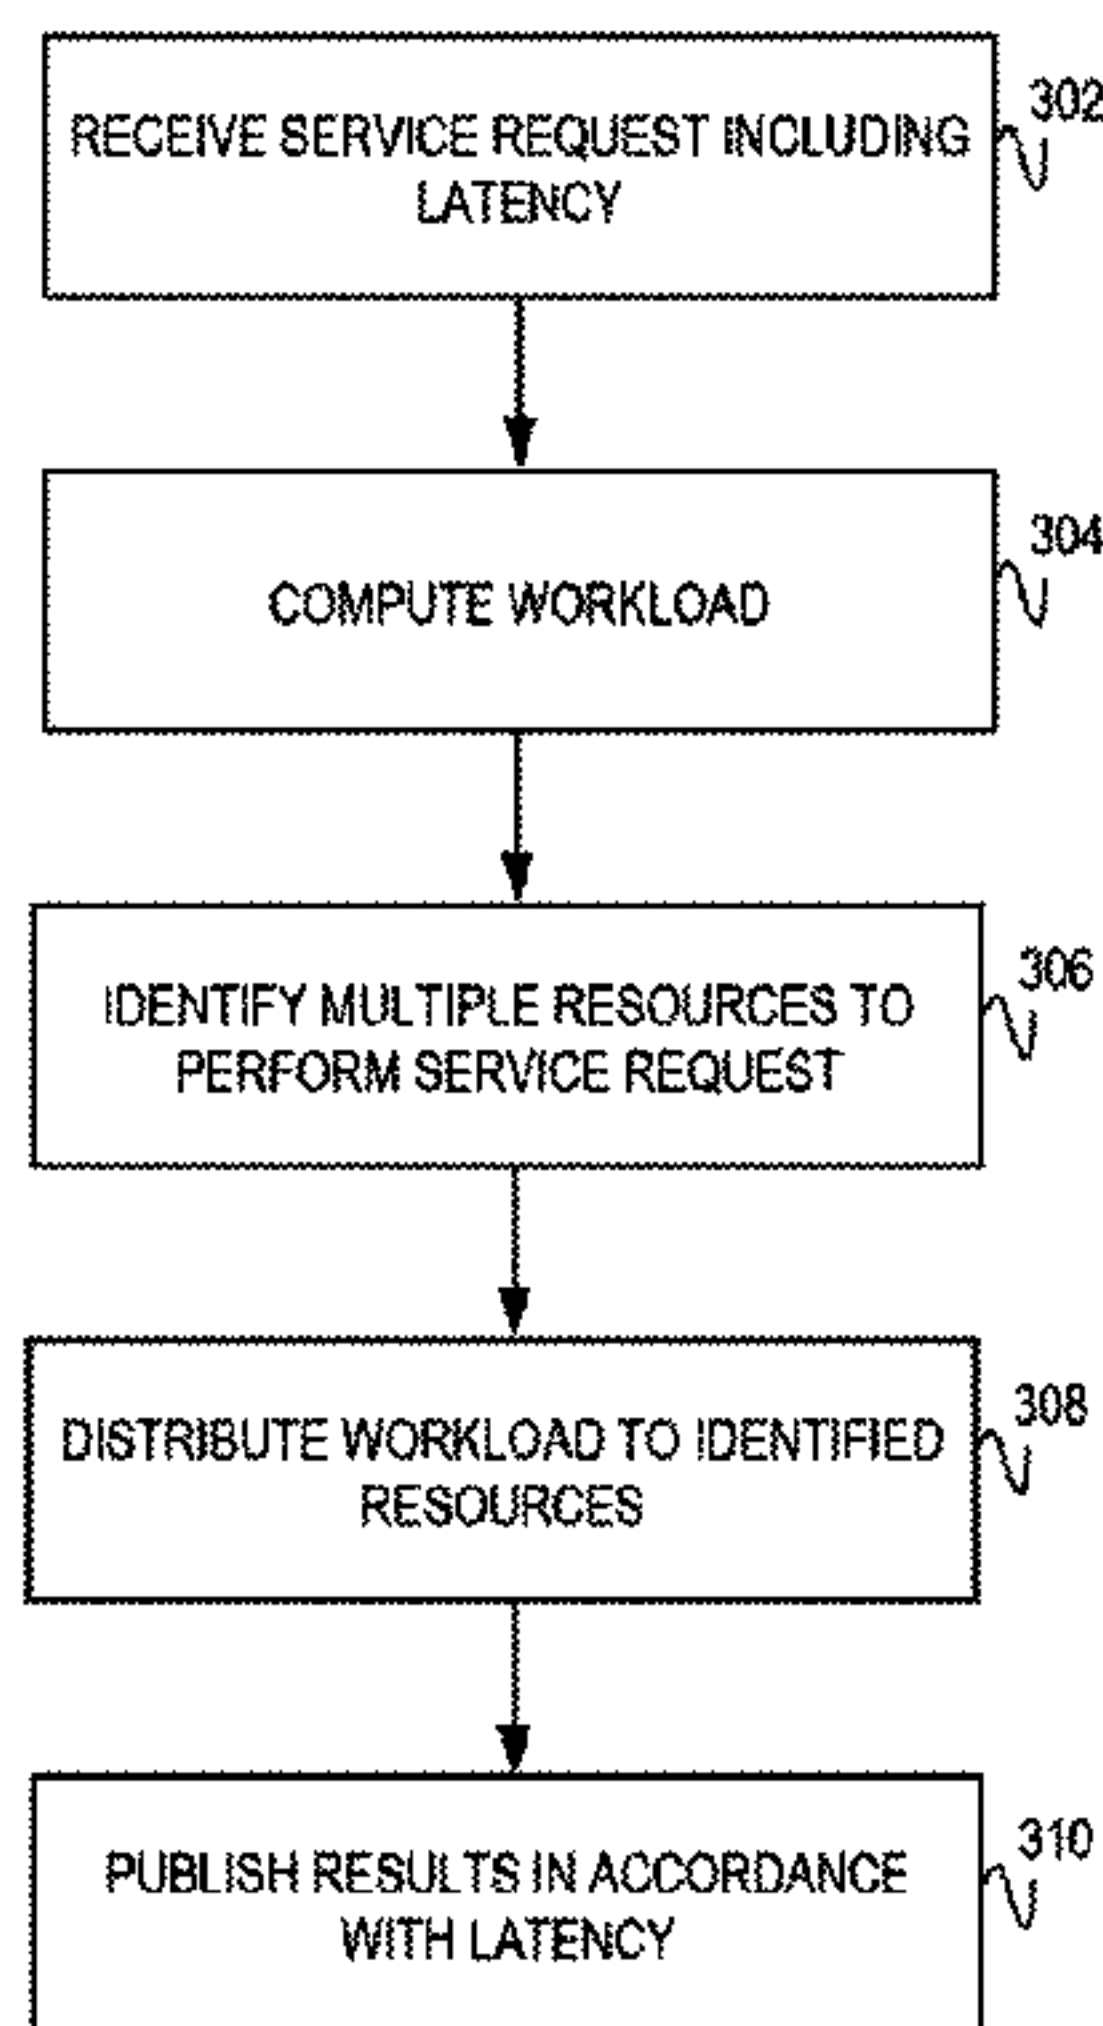 RECEIVE SERVICE REQUEST INCLUDING
LATENCY
302
COMPUTE WORKLOAD
304
IDENTIFY MULTIPLE RESOURCES TO
PERFORM SERVICE REQUEST
306
DISTRIBUTE WORKLOAD TO IDENTIFIED
RESOURCES
308
PUBLISH RESULTS IN ACCORDANCE
WITH LATENCY
310